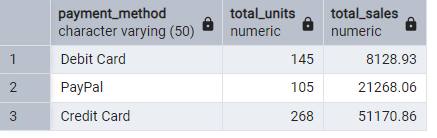 payment_method total_units total_sales
character varying (50) numeric numeric
1 Debit Card 145 8128.93
2 PayPal 105 21268.06
3 Credit Card 268 51170.86